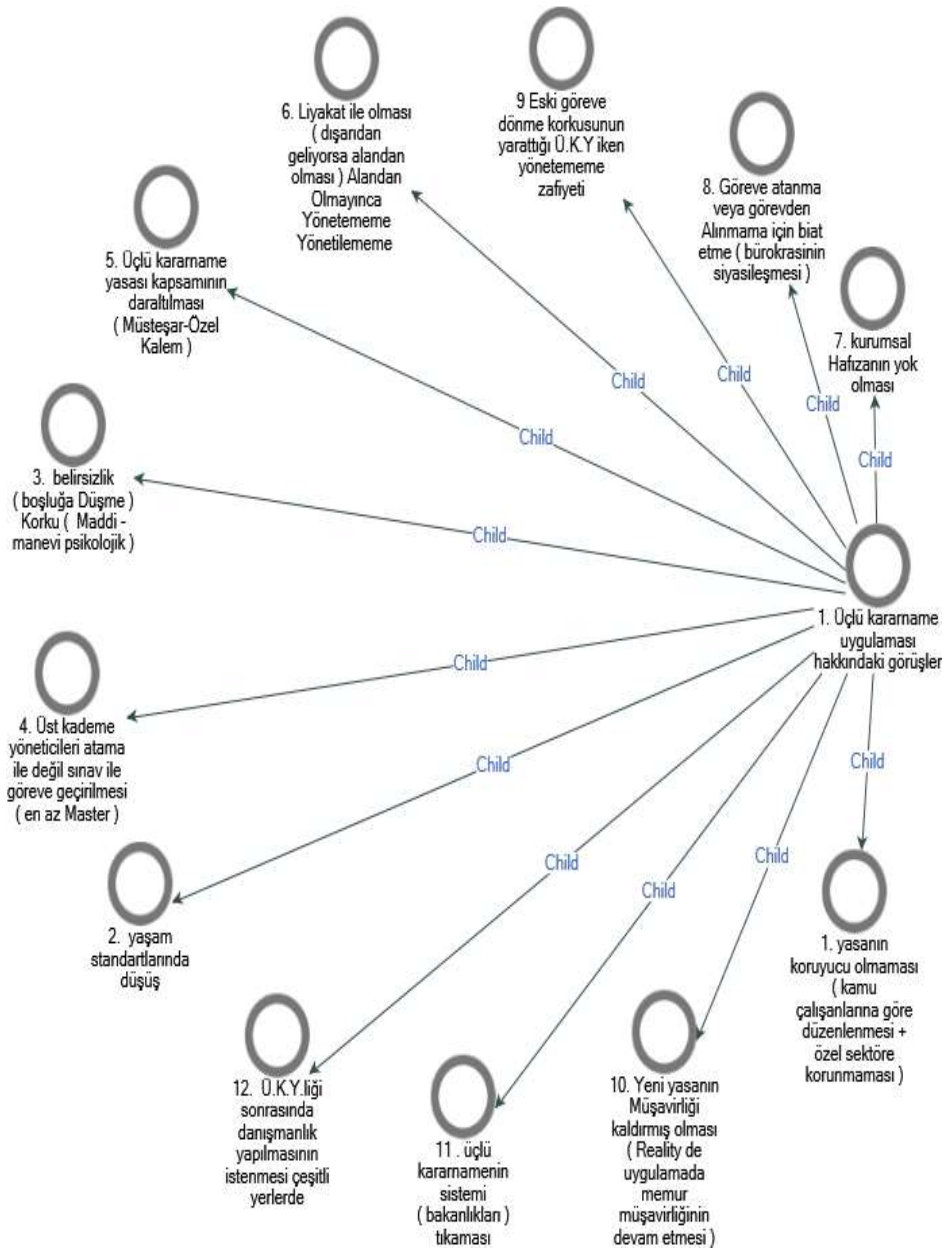 6. Liyakat ile olması
( dışarıdan
geliyorsa alandan
olması ) Alandan
Olmayınca
Yönetememe
Yönetilememe
9 Eski göreve
dönme korkusunun
yarattığı Ü.K.Y iken
yönetememe
zafiyeti
8. Göreve atanma
veya görevden
Alınmama için biat
etme ( bürokrasinin
siyasileşmesi )
5. Üçlü kararname
yasası kapsamının
daraltılması
( Müsteşar-Özel
Kalem )
7. kurumsal
Hafızanın yok
olması
Child
Child
Child
Child
Child
Child
3. belirsizlik
( boşluğa Düşme )
Korku ( Maddi -
manevi psikolojik )
Child
1. Üçlü kararname
uygulaması
hakkındaki görüşler
Child
4. Üst kademe
yöneticileri atama
ile değil sınav ile
göreve geçirilmesi
( en az Master )
Child
Child
Child
Child
Child
2. yaşam
standartlarında
düşüş
1. yasanın
koruyucu olmaması
( kamu
çalışanlarına göre
düzenlenmesi +
özel sektöre
korunmaması )
12. Ü.K.Y.liği
sonrasında
danışmanlık
yapılmasının
istenmesi çeşitli
yerlerde
11 . üçlü
kararnamenin
sistemi
( bakanlıkları )
tıkaması
10. Yeni yasanın
Müşavirliği
kaldırmış olması
( Reality de
uygulamada
memur
müşavirliğinin
devam etmesi )